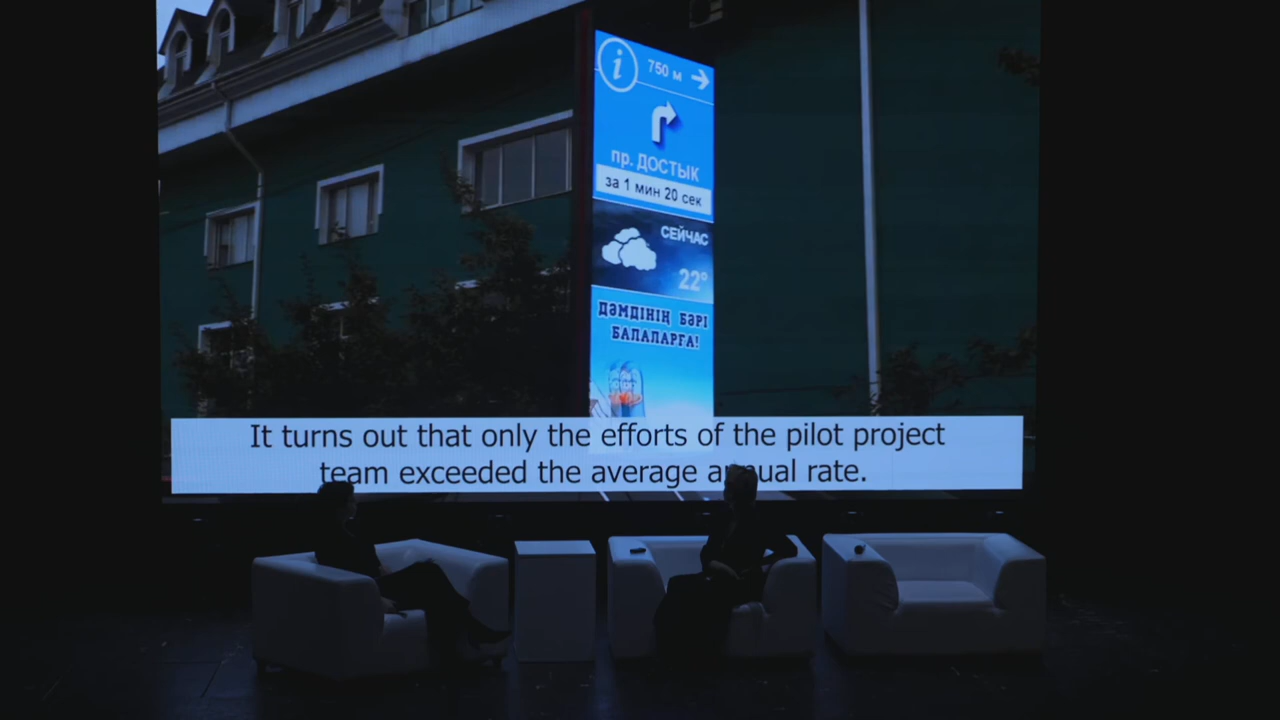 i 750 м
пр. ДОСТЫК
за 1 мин 20 сек
СЕЙЧАС
22°
ДӘМДІНІҢ БӘРІ
БАЛАЛАРҒА!
It turns out that only the efforts of the pilot project
team exceeded the average annual rate.